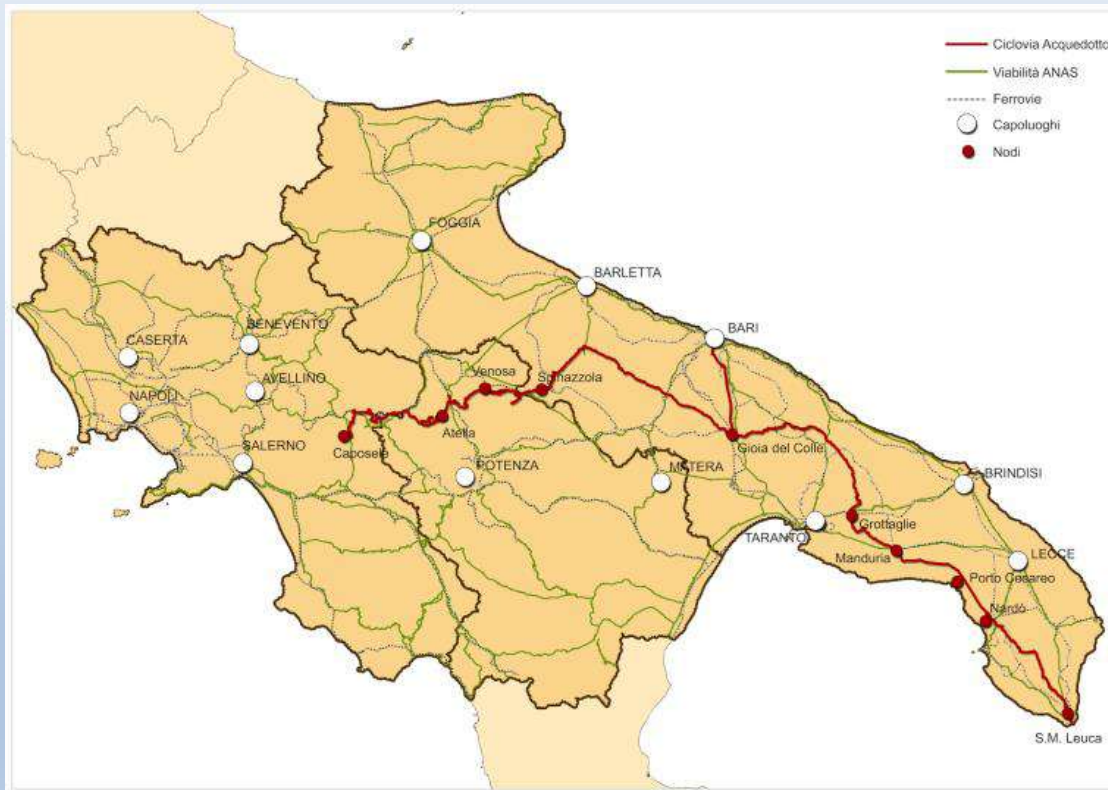 Ciclovia Acquedotto
Viabilità ANAS
Ferrovie
Capoluoghi
Nodi
FOGGIA
BARLETTA
BARI
BENEVENTO
CASERTA
AVELLINO
NAPOLI
Venosa
Spinazzola
Atella
Caposele
Gioia del Colle
SALERNO
POTENZA
MATERA
BRINDISI
Grottaglie
TARANTO
Manduria
LECCE
Porto Cesareo
Nardò
S.M. Leuca